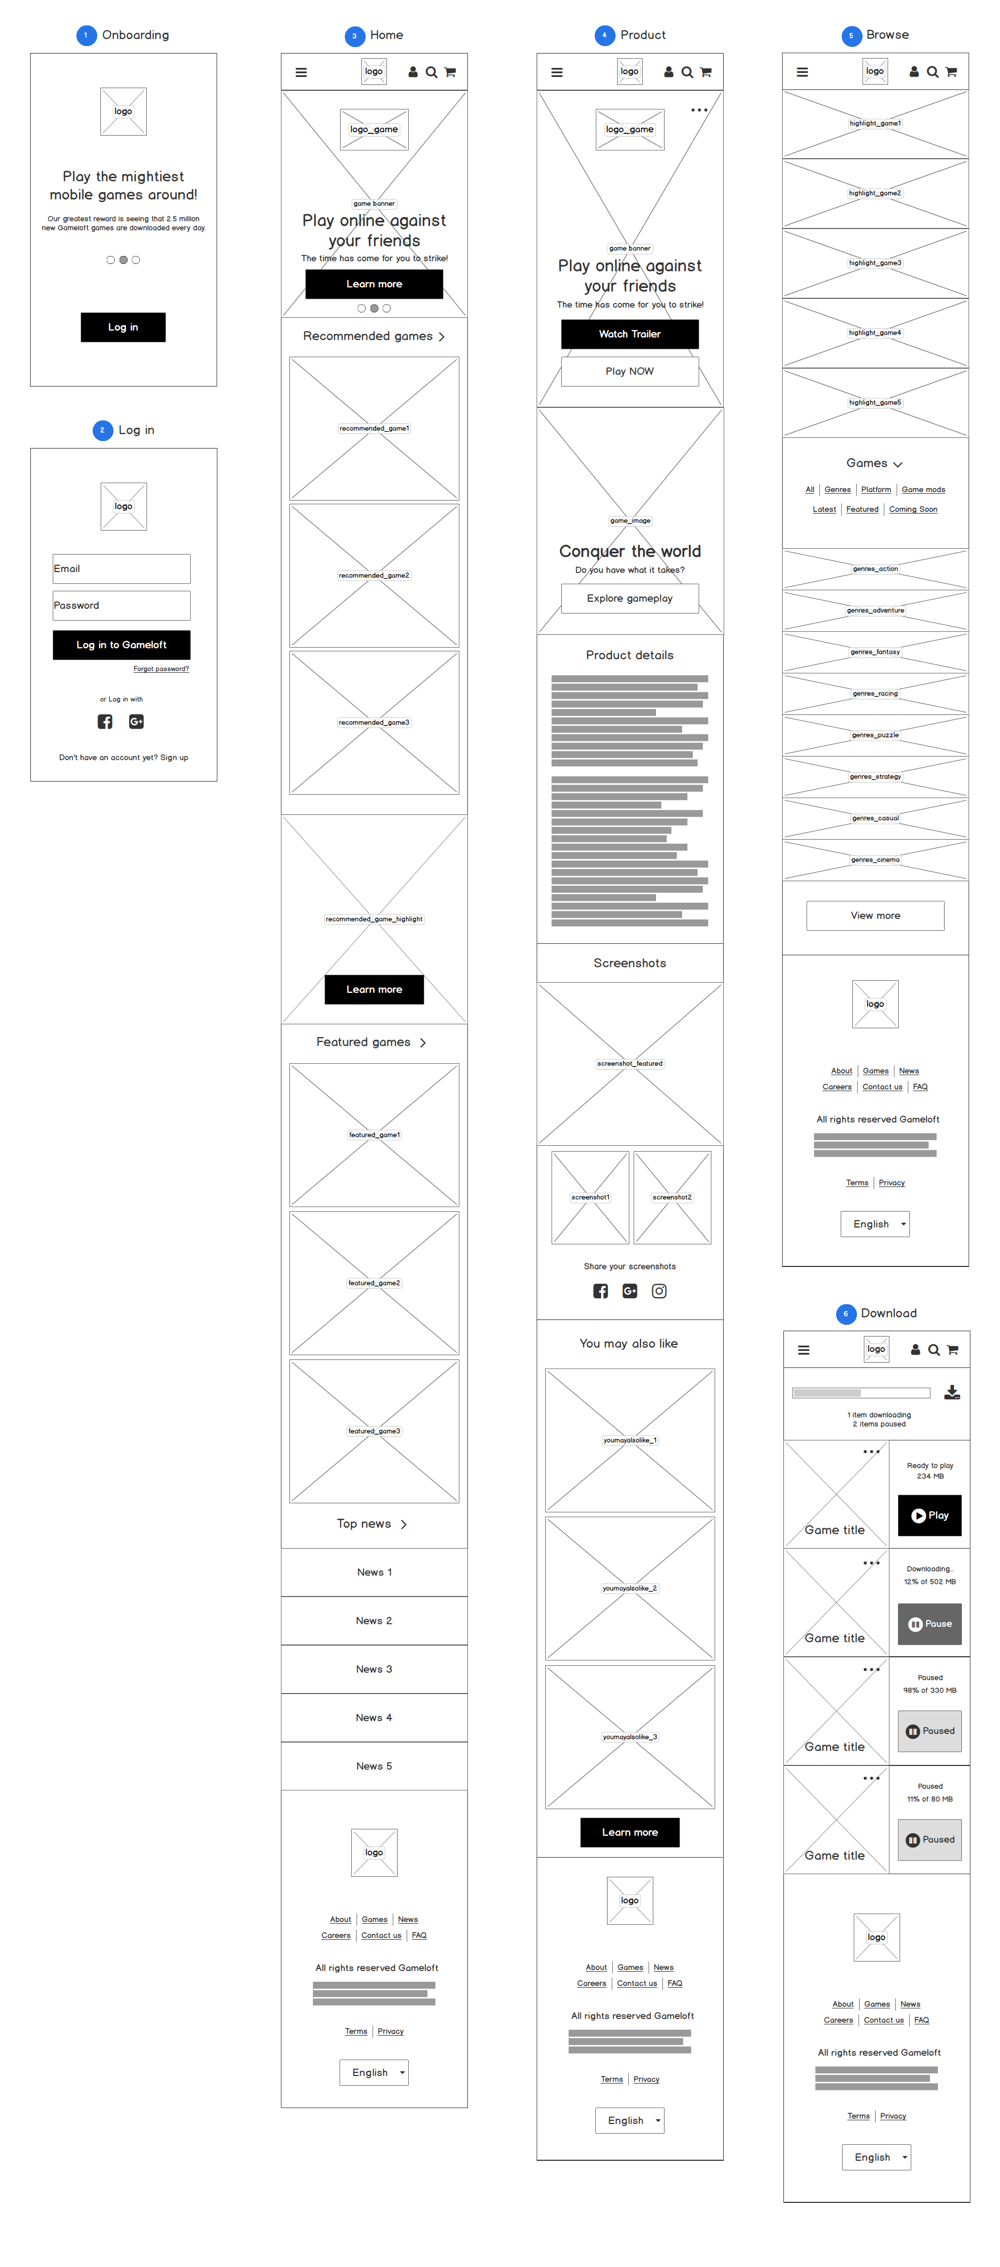 1 Onboarding
logo
Play the mightiest
mobile games around!
Our greatest reward is seeing that 2.5 million
new Gameloft games are downloaded every day.
Log in
2 Log in
logo
Email
Password
Log in to Gameloft
Forgot password?
or Log in with
G+
Don't have an account yet? Sign up
3 Home
logo
logo_game
game banner
Play online against
your friends
The time has come for you to strike!
Learn more
Recommended games
recommended_game1
recommended_game2
recommended_game3
recommended_game_highlight
Learn more
Featured games
featured_game1
featured_game2
featured_game3
Top news
News 1
News 2
News 3
News 4
News 5
logo
About Games News
Careers Contact us FAQ
All rights reserved Gameloft
Terms Privacy
English
4 Product
logo
logo_game
game banner
Play online against
your friends
The time has come for you to strike!
Watch Trailer
Play NOW
game_image
Conquer the world
Do you have what it takes?
Explore gameplay
Product details
Screenshots
screenshot_featured
screenshot1 screenshot2
Share your screenshots
G+
You may also like
youmayalsolike_1
youmayalsolike_2
youmayalsolike_3
Learn more
logo
About Games News
Careers Contact us FAQ
All rights reserved Gameloft
Terms Privacy
English
5 Browse
logo
highlight_game1
highlight_game2
highlight_game3
highlight_game4
highlight_game5
Games
All Genres Platform Game mods
Latest Featured Coming Soon
genres_action
genres_adventure
genres_fantasy
genres_racing
genres_puzzle
genres_strategy
genres_casual
genres_cinema
View more
logo
About Games News
Careers Contact us FAQ
All rights reserved Gameloft
Terms Privacy
English
6 Download
logo
1 item downloading
2 items paused
Ready to play
234 MB
Play
Game title
Downloading..
12% of 502 MB
Pause
Game title
Paused
98% of 330 MB
Paused
Game title
Paused
11% of 80 MB
Paused
Game title
logo
About Games News
Careers Contact us FAQ
All rights reserved Gameloft
Terms Privacy
English